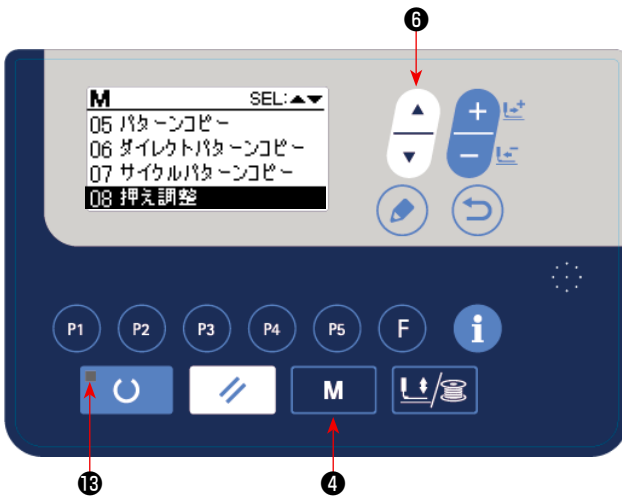 ❻
M SEL:▲▼
05 パターンコピー
06 ダイレクトパターンコピー
07 サイクルパターンコピー
08 押え調整
P1 P2 P3 P4 P5 F i
M
⓭ ❹